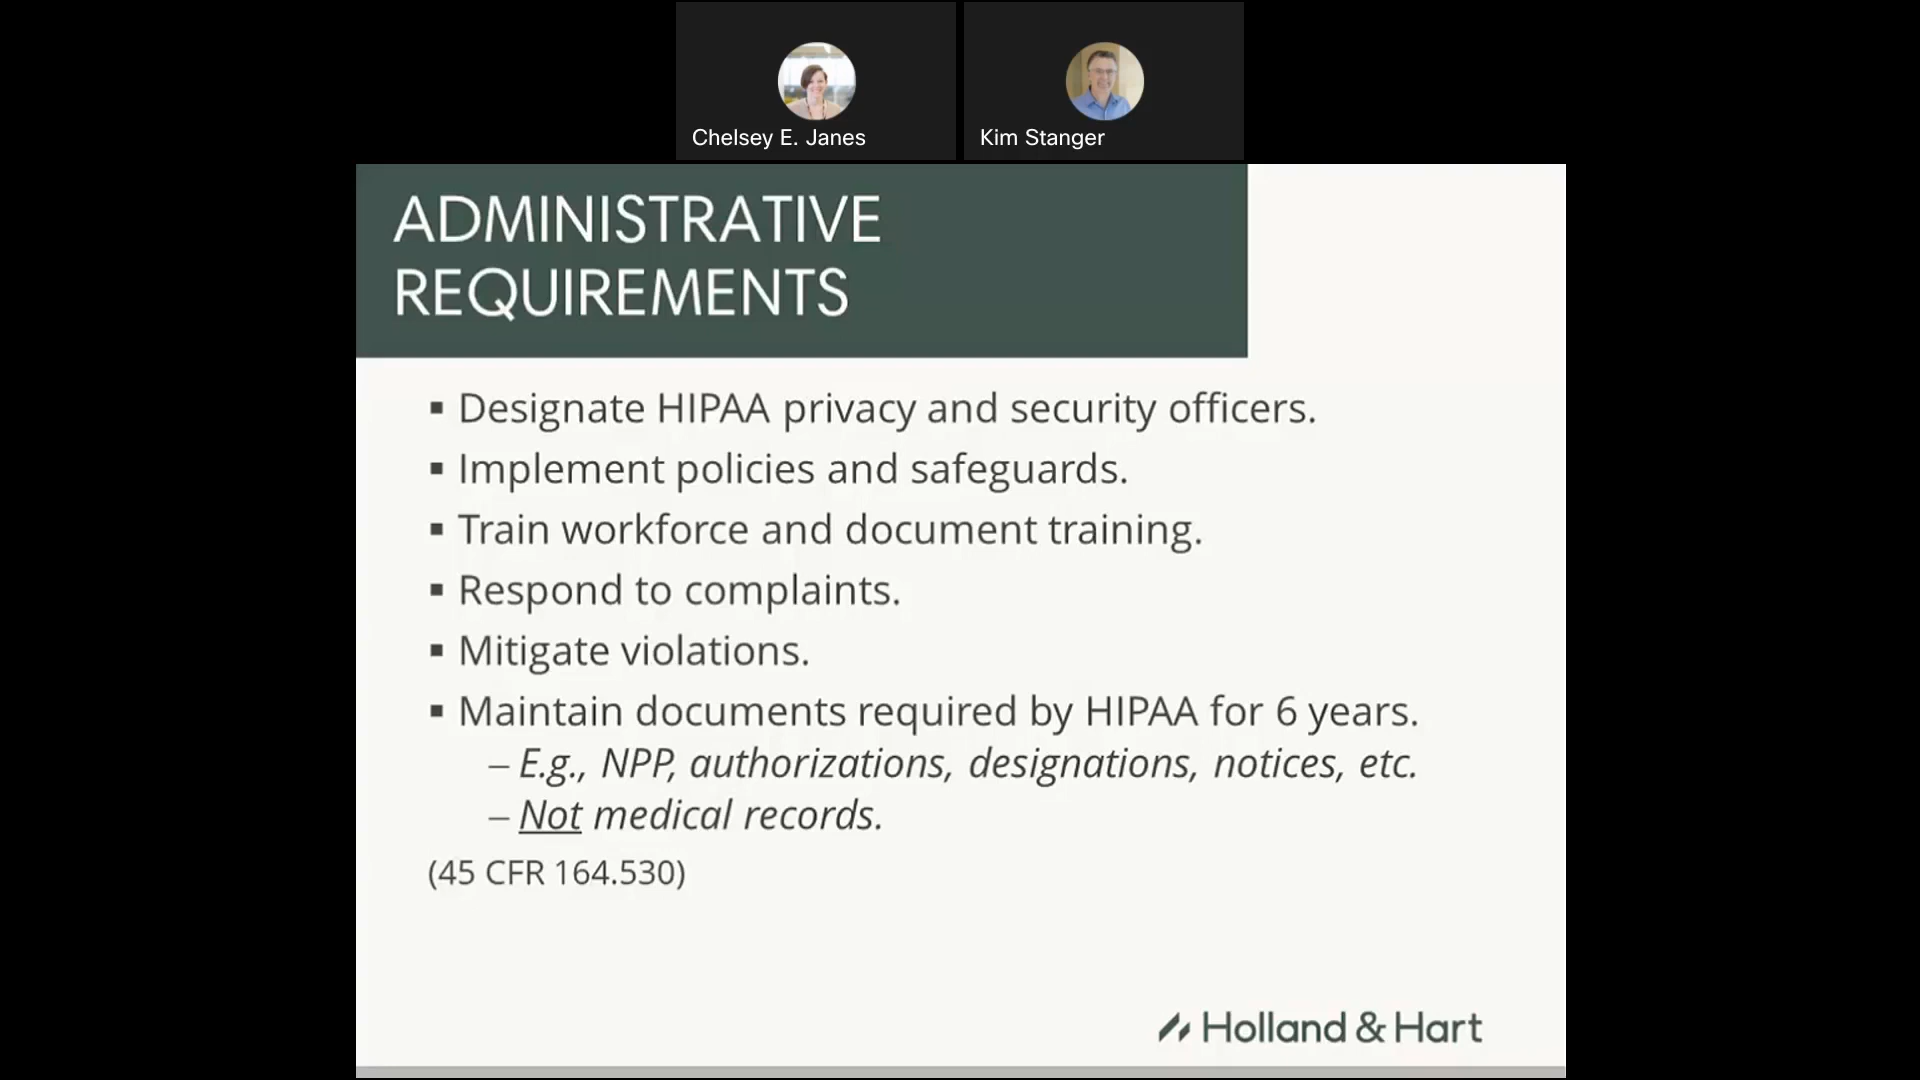 Chelsey E. Janes
Kim Stanger
ADMINISTRATIVE
REQUIREMENTS
▪ Designate HIPAA privacy and security officers.
▪ Implement policies and safeguards.
▪ Train workforce and document training.
▪ Respond to complaints.
▪ Mitigate violations.
▪ Maintain documents required by HIPAA for 6 years.
– E.g., NPP, authorizations, designations, notices, etc.
– Not medical records.
(45 CFR 164.530)
Holland & Hart